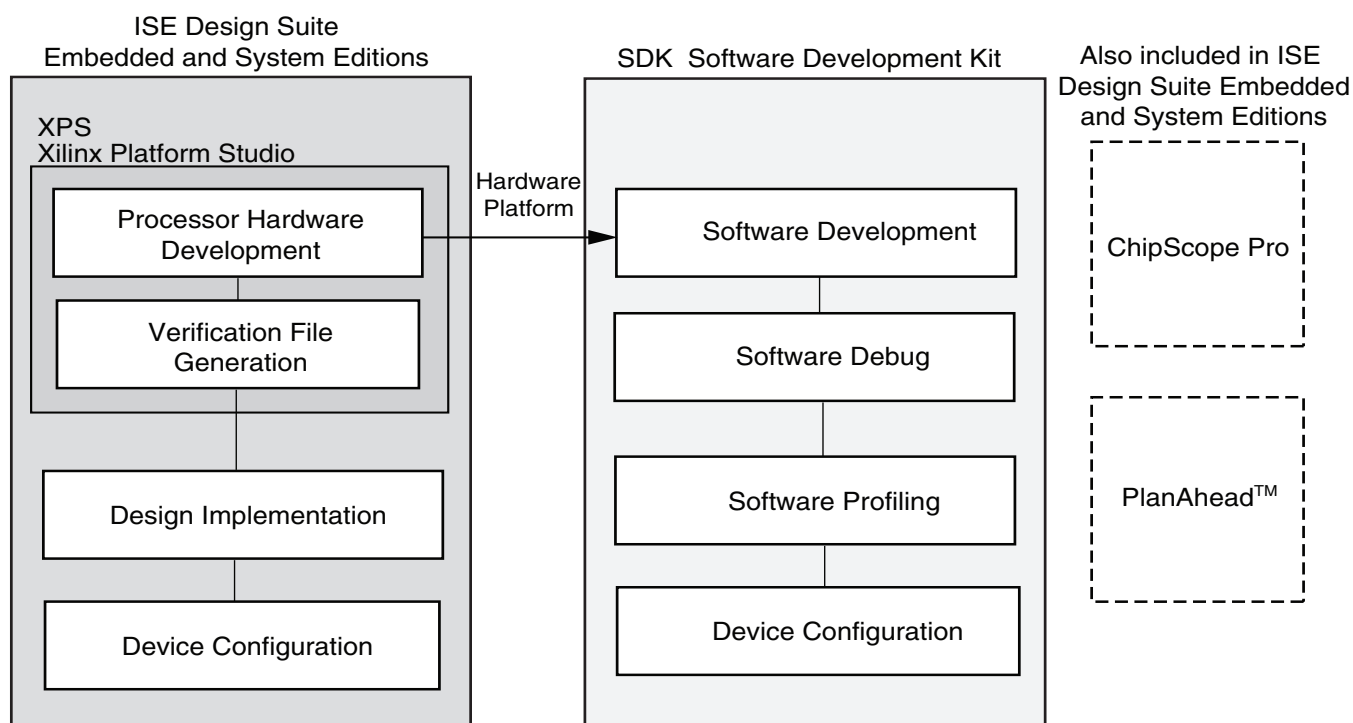 ISE Design Suite
Embedded and System Editions
XPS
Xilinx Platform Studio
Processor Hardware
Development
Verification File
Generation
Design Implementation
Device Configuration
Hardware
Platform
SDK Software Development Kit
Software Development
Software Debug
Software Profiling
Device Configuration
Also included in ISE
Design Suite Embedded
and System Editions
ChipScope Pro
PlanAhead™